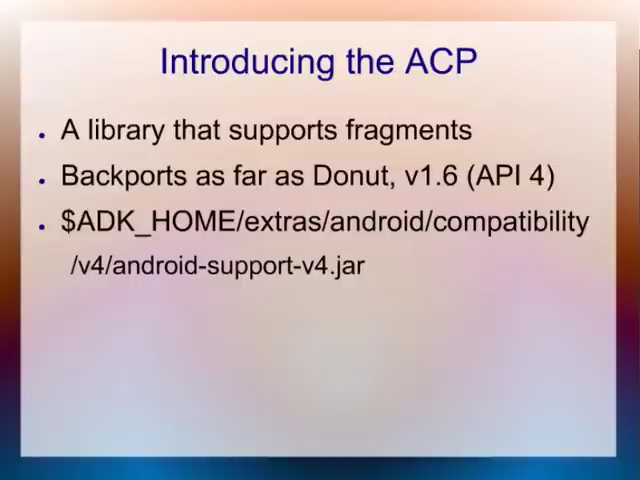 Introducing the ACP
A library that supports fragments
Backports as far as Donut, v1.6 (API 4)
$ADK_HOME/extras/android/compatibility
/v4/android-support-v4.jar